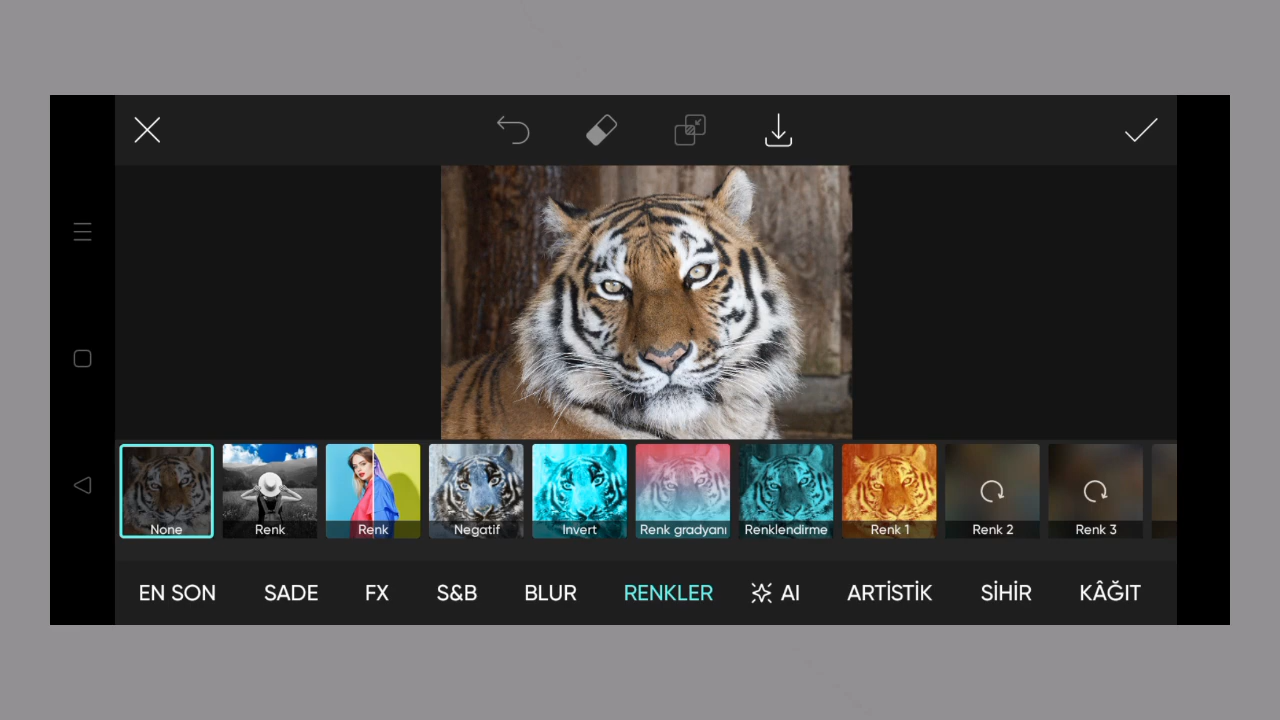 None
Renk
Renk
Negatif
Invert
Renk gradyanı
Renklendirme
Renk 1
Renk 2
Renk 3
EN SON
SADE
FX
S&B
BLUR
RENKLER
AI
ARTİSTİK
SİHİR
KÂĞIT